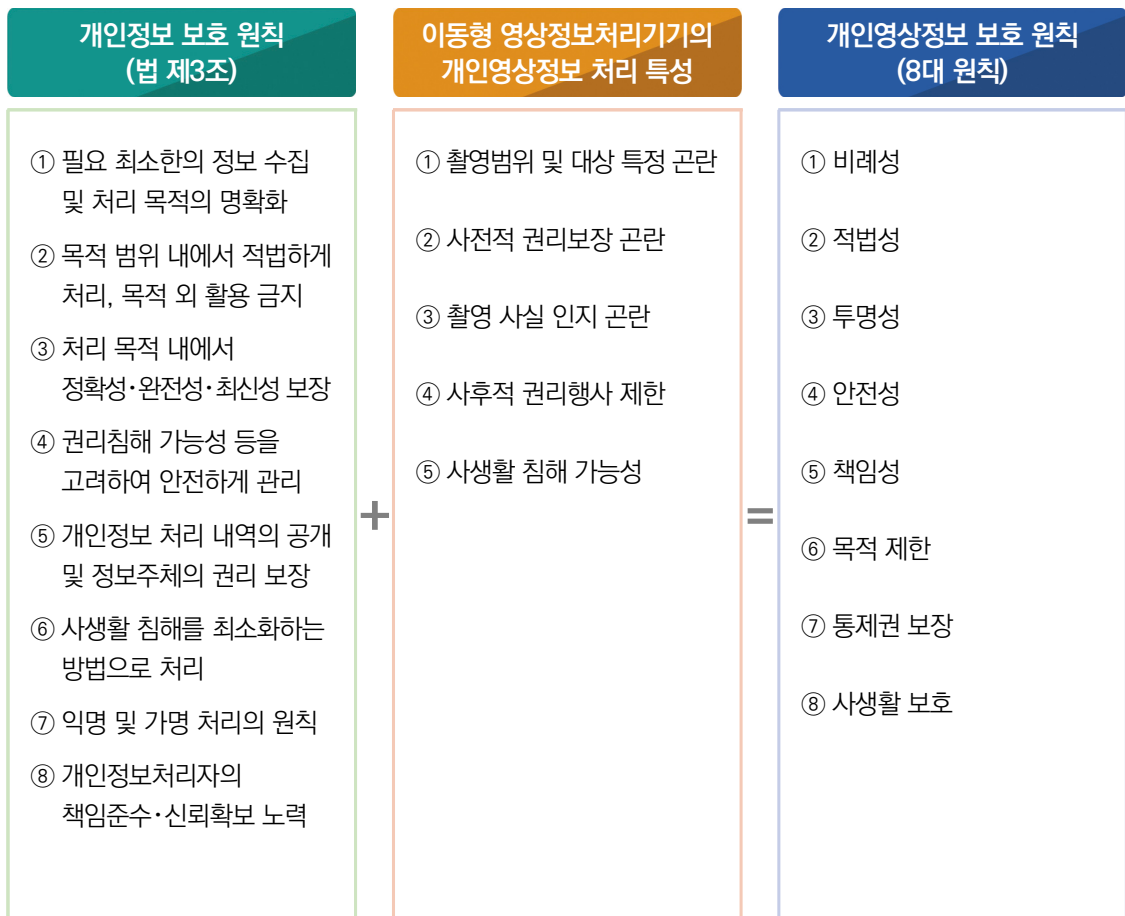 개인정보 보호 원칙
(법 제3조)
① 필요 최소한의 정보 수집
및 처리 목적의 명확화
② 목적 범위 내에서 적법하게
처리, 목적 외 활용 금지
③ 처리 목적 내에서
정확성·완전성·최신성 보장
④ 권리침해 가능성 등을
고려하여 안전하게 관리
⑤ 개인정보 처리 내역의 공개
및 정보주체의 권리 보장
⑥ 사생활 침해를 최소화하는
방법으로 처리
⑦ 익명 및 가명 처리의 원칙
⑧ 개인정보처리자의
책임준수·신뢰확보 노력
+
이동형 영상정보처리기기의
개인영상정보 처리 특성
① 촬영범위 및 대상 특정 곤란
② 사전적 권리보장 곤란
③ 촬영 사실 인지 곤란
④ 사후적 권리행사 제한
⑤ 사생활 침해 가능성
=
개인영상정보 보호 원칙
(8대 원칙)
① 비례성
② 적법성
③ 투명성
④ 안전성
⑤ 책임성
⑥ 목적 제한
⑦ 통제권 보장
⑧ 사생활 보호